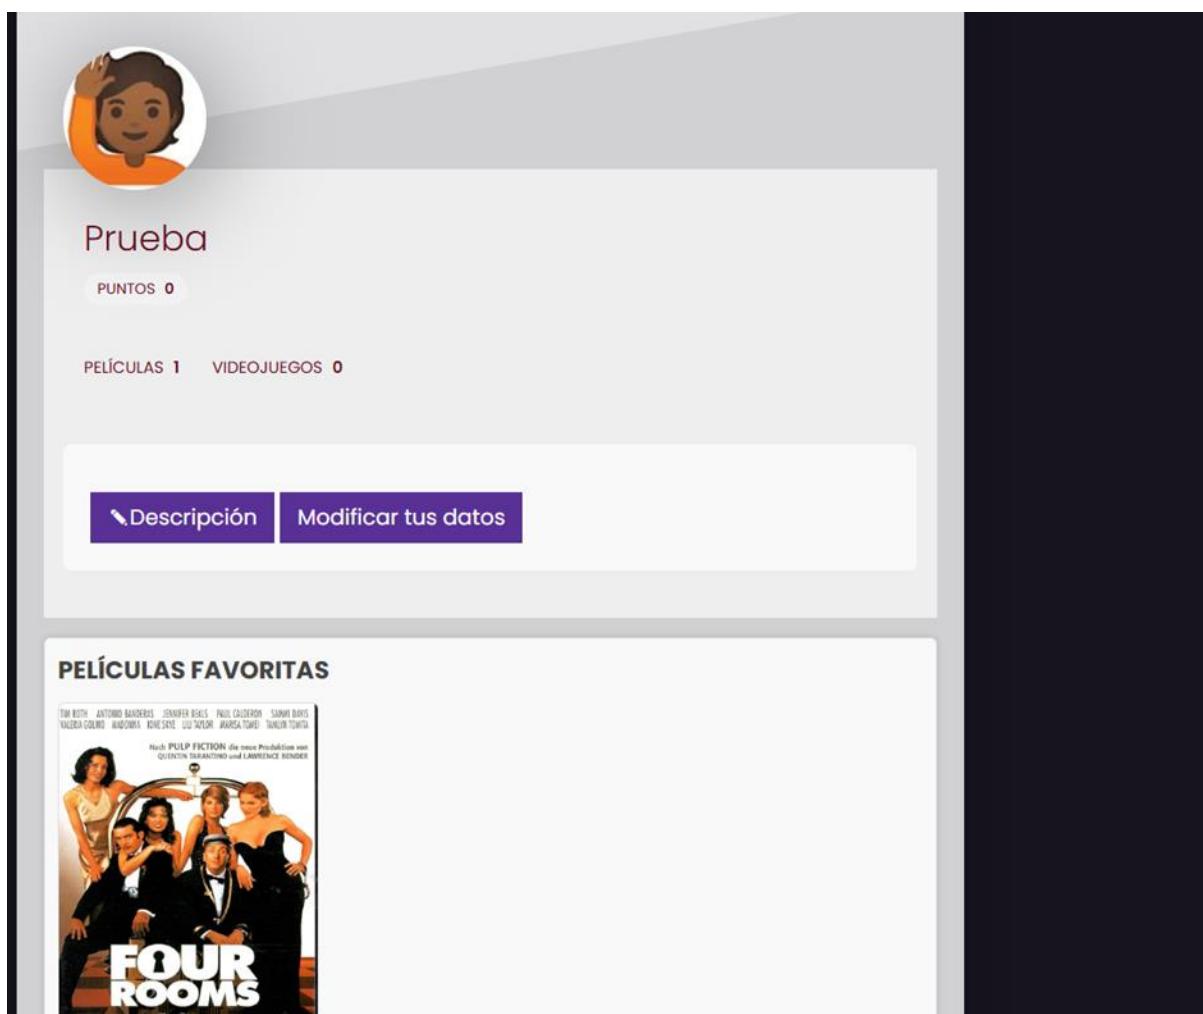 Prueba
PUNTOS 0
PELÍCULAS 1 VIDEOJUEGOS 0
Descripción Modificar tus datos
PELÍCULAS FAVORITAS
TIM ROTH ANTONIO BANDERAS JENNIFER BEALS PAUL CALDERON SAMMI DAVIS
VALERIA GOLINO MADONNA IONE SKYE LILI TAYLOR MARISA TOMEI TAMLYN TOMITA
Nach PULP FICTION die neue Produktion von
QUENTIN TARANTINO und LAWRENCE BENDER
FOUR
ROOMS